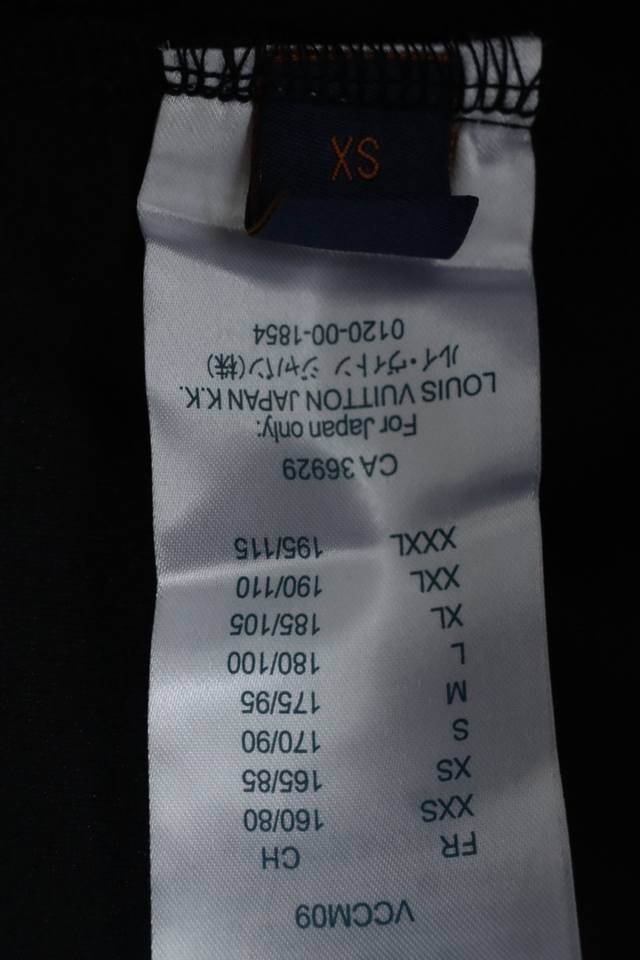 VCCM09
FR CH
XXS 160/80
XS 165/85
S 170/90
M 175/95
L 180/100
XL 185/105
XXL 190/110
XXXL 195/115
CA 36929
For Japan only:
LOUIS VUITTON JAPAN K.K.
ルイ・ヴィトン ジャパン(株)
0120-00-1854
XS